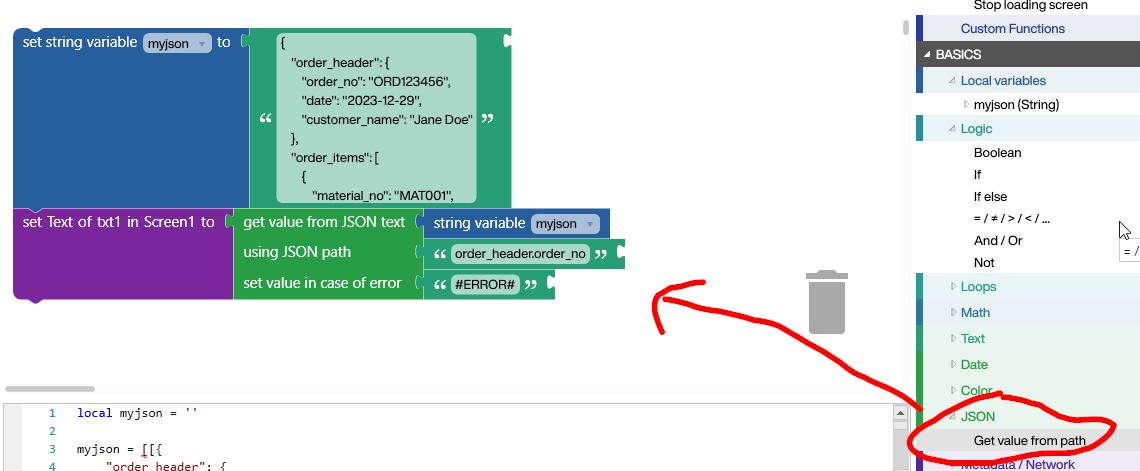 set string variable myjson to
“ {
"order_header": {
"order_no": "ORD123456",
"date": "2023-12-29",
"customer_name": "Jane Doe"
},
"order_items": [
{
"material_no": "MAT001", ”
set Text of txt1 in Screen1 to
get value from JSON text string variable myjson
using JSON path “ order_header.order_no ”
set value in case of error “ #ERROR# ”
1 local myjson = ''
2
3 myjson = [[{
4 "order_header": {
Stop loading screen
Custom Functions
BASICS
Local variables
myjson (String)
Logic
Boolean
If
If else
= / ≠ / > / < / ...
And / Or
Not
= /
Loops
Math
Text
Date
Color
JSON
Get value from path
Metadata / Network